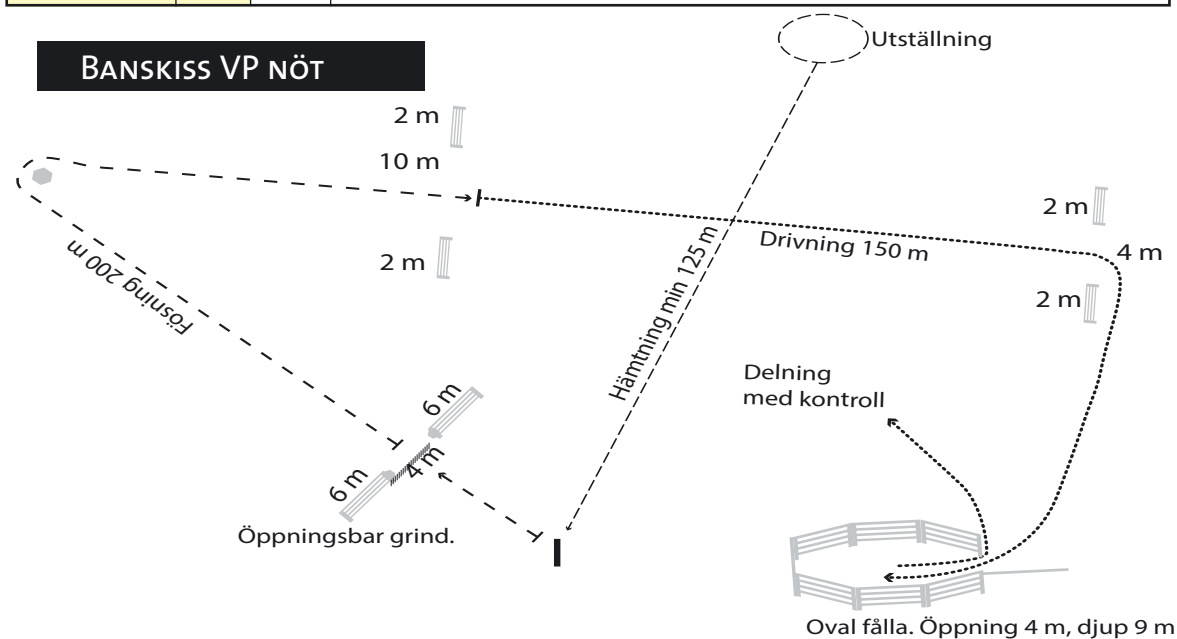 Utställning
BANSKISS VP NÖT
2 m
10 m
2 m
2 m
4 m
2 m
Drivning 150 m
Hämtning min 125 m
Fösning 200 m
Delning
med kontroll
6 m
4 m
6 m
Öppningsbar grind.
Oval fålla. Öppning 4 m, djup 9 m